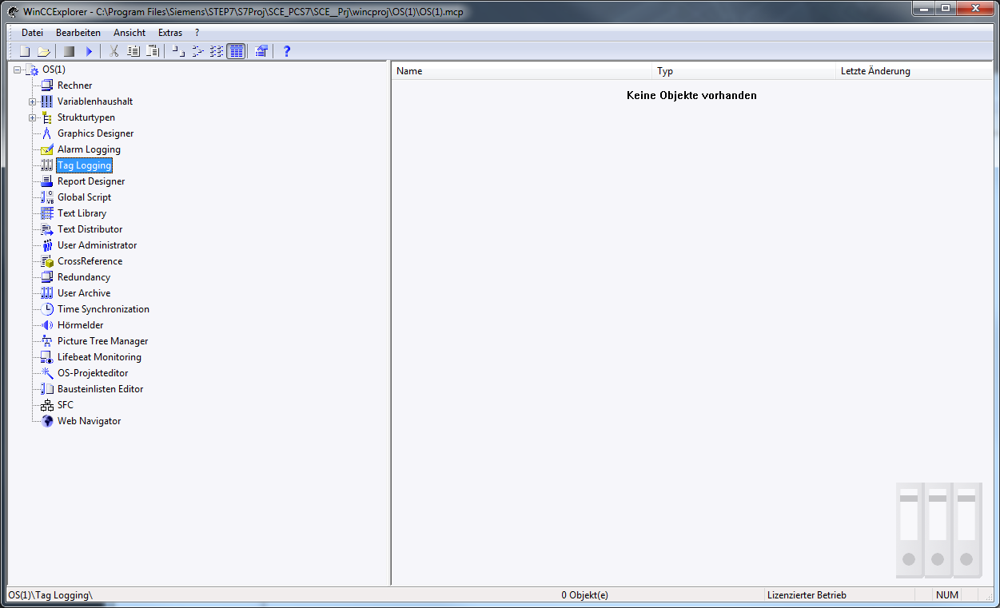 WinCCExplorer - C:\Program Files\Siemens\STEP7\S7Proj\SCE_PCS7\SCE__Prj\wincproj\OS(1)\OS(1).mcp
Datei Bearbeiten Ansicht Extras ?
OS(1)
Rechner
Variablenhaushalt
Strukturtypen
Graphics Designer
Alarm Logging
Tag Logging
Report Designer
Global Script
Text Library
Text Distributor
User Administrator
CrossReference
Redundancy
User Archive
Time Synchronization
Hörmelder
Picture Tree Manager
Lifebeat Monitoring
OS-Projekteditor
Bausteinlisten Editor
SFC
Web Navigator
Name Typ Letzte Änderung
Keine Objekte vorhanden
OS(1)\Tag Logging\ 0 Objekt(e) Lizenzierter Betrieb NUM